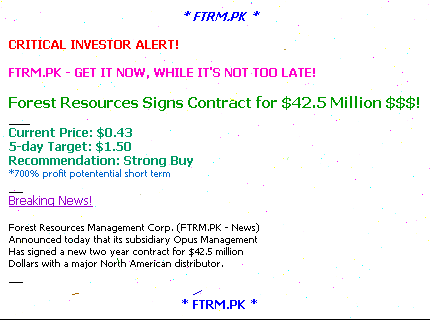 * FTRM.PK *
CRITICAL INVESTOR ALERT!
FTRM.PK - GET IT NOW, WHILE IT'S NOT TOO LATE!
Forest Resources Signs Contract for $42.5 Million $$$!
Current Price: $0.43
5-day Target: $1.50
Recommendation: Strong Buy
*700% profit potentential short term
Breaking News!
Forest Resources Management Corp. (FTRM.PK - News)
Announced today that its subsidiary Opus Management
Has signed a new two year contract for $42.5 million
Dollars with a major North American distributor.
* FTRM.PK *